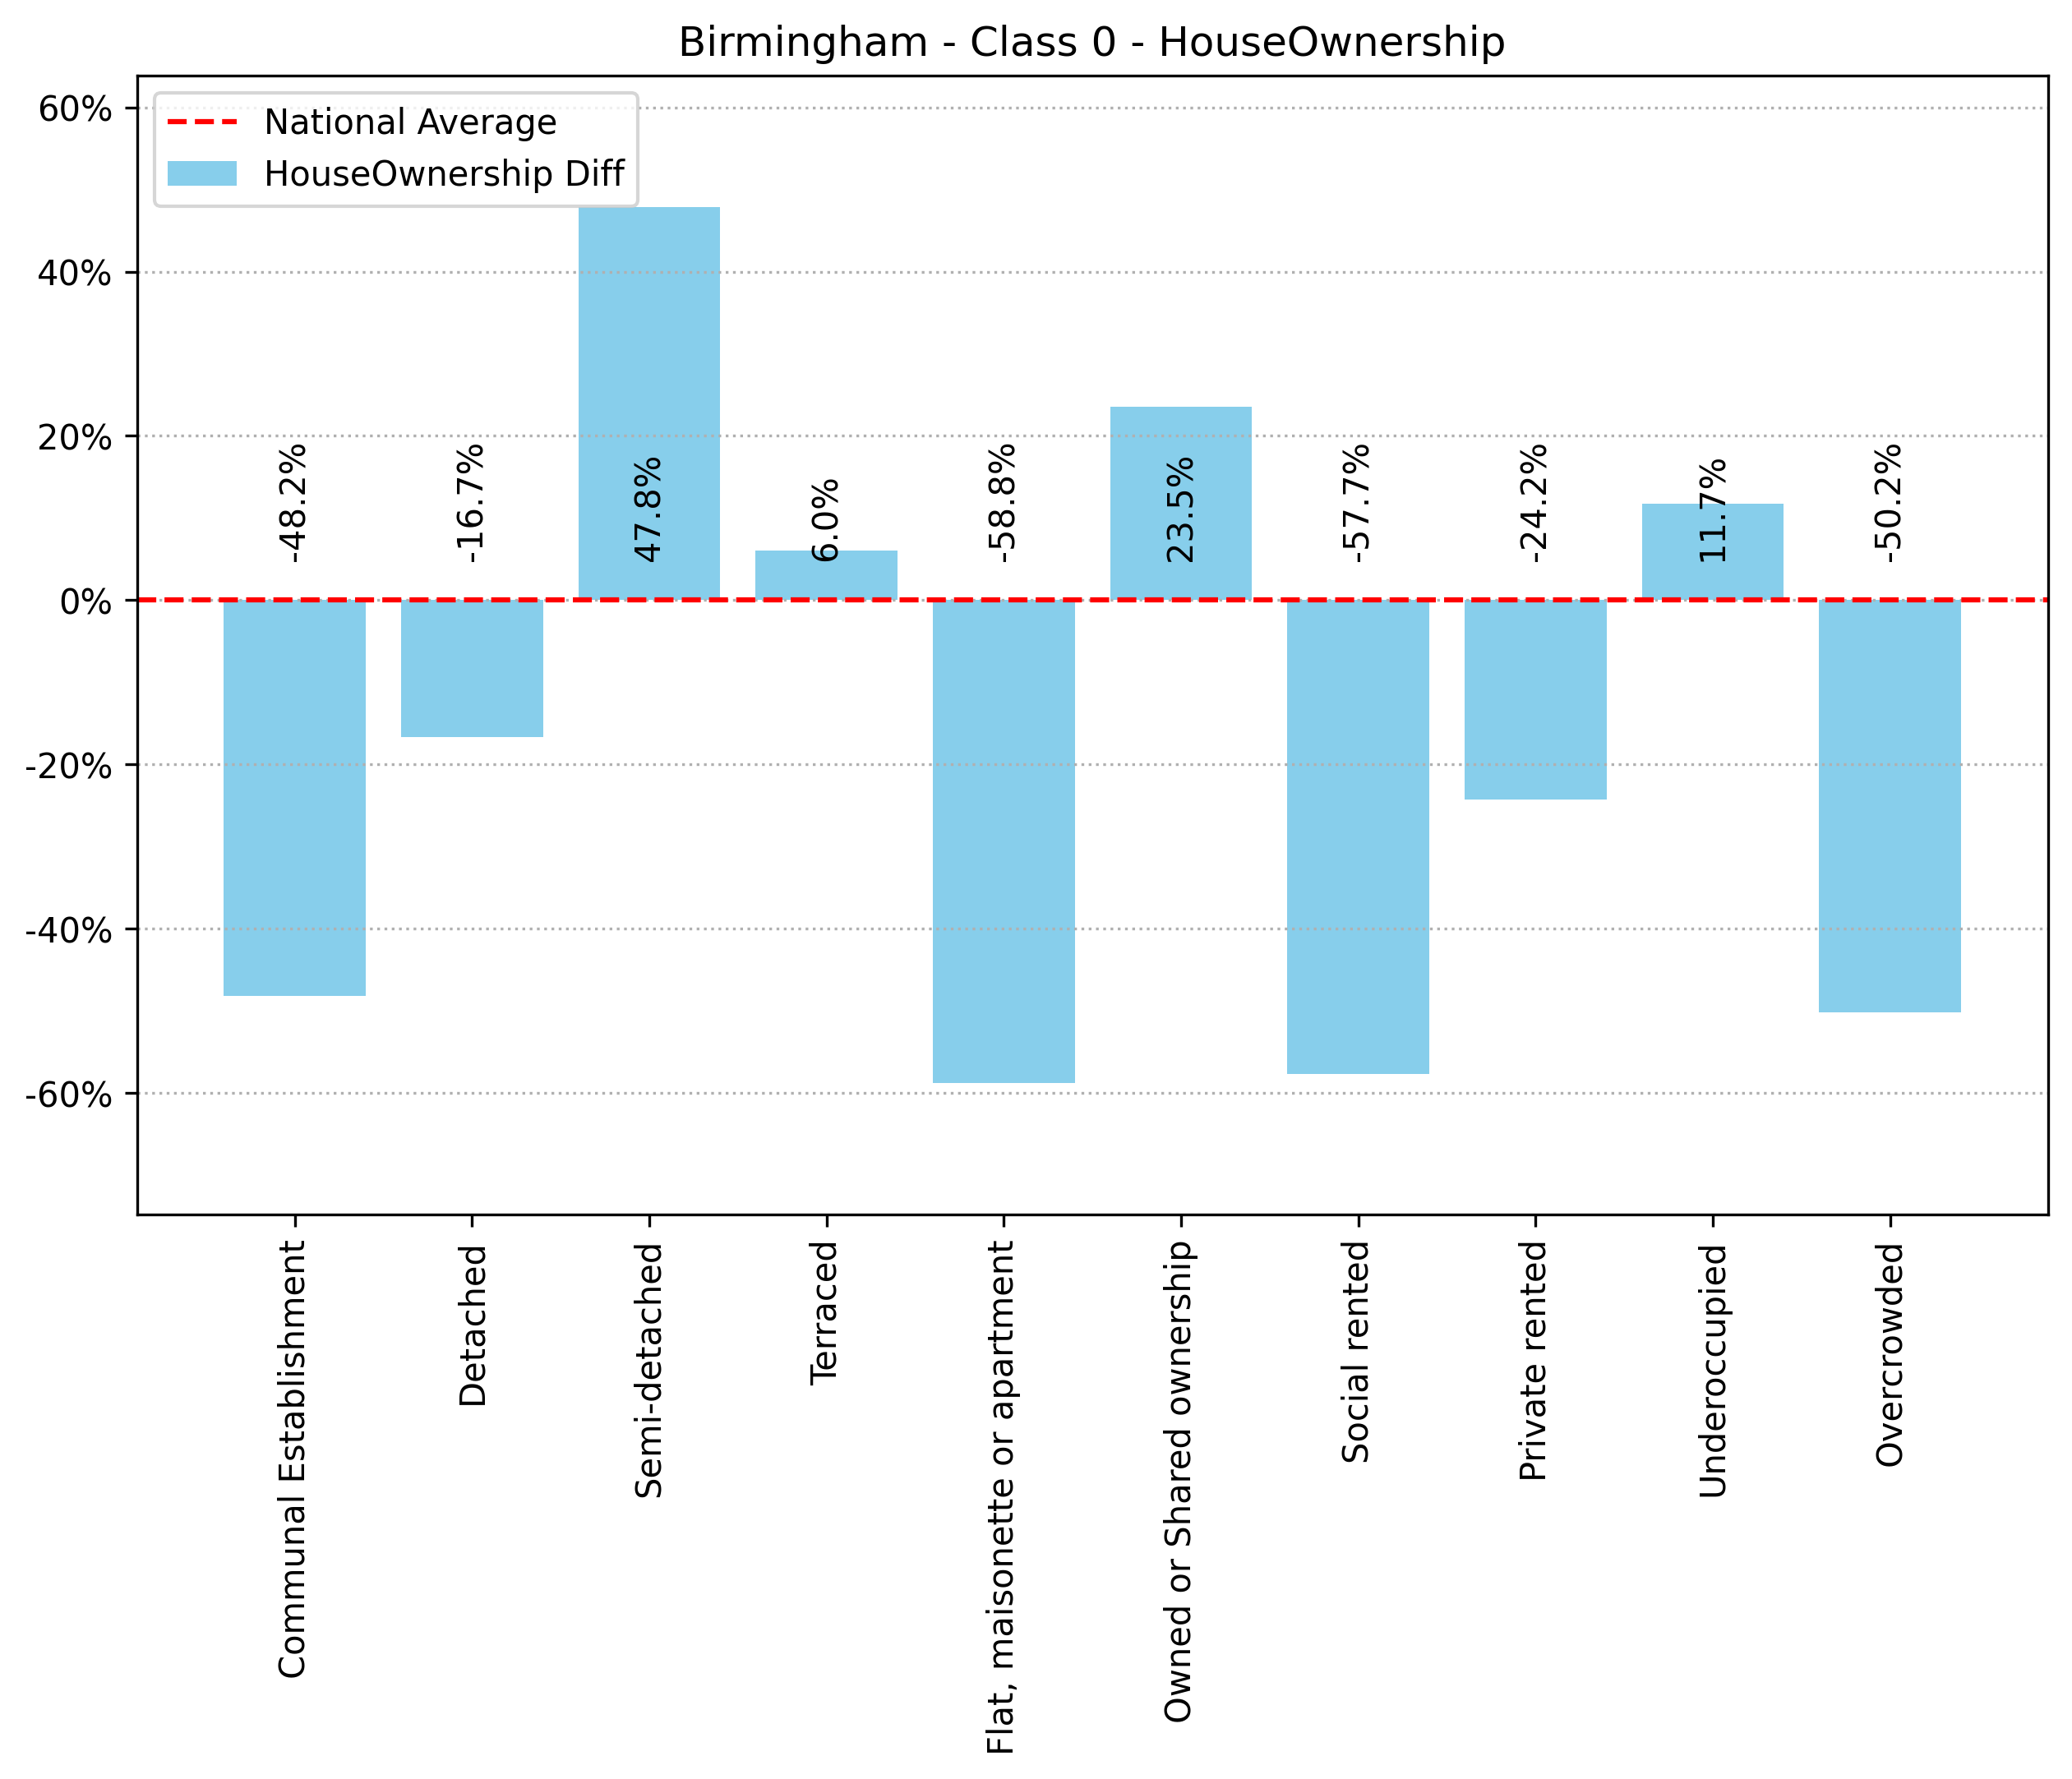 Birmingham - Class 0 - HouseOwnership
National Average
HouseOwnership Diff
60%
40%
20%
0%
-20%
-40%
-60%
-48.2%
-16.7%
47.8%
6.0%
-58.8%
23.5%
-57.7%
-24.2%
11.7%
-50.2%
Communal Establishment
Detached
Semi-detached
Terraced
Flat, maisonette or apartment
Owned or Shared ownership
Social rented
Private rented
Underoccupied
Overcrowded